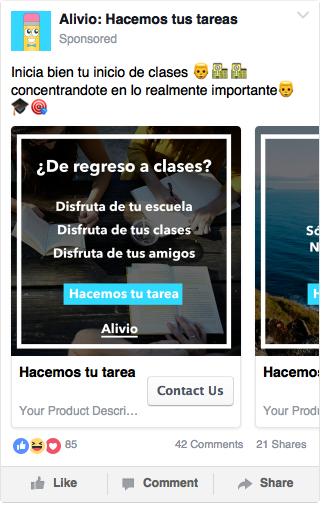 Alivio: Hacemos tus tareas
Sponsored
Inicia bien tu inicio de clases
concentrandote en lo realmente importante
¿De regreso a clases?
Disfruta de tu escuela
Disfruta de tus clases
Disfruta de tus amigos
Hacemos tu tarea
Alivio
Hacemos tu tarea
Your Product Descri...
Contact Us
Só
N
H
Hacemos
Your Prod
85
42 Comments 21 Shares
Like Comment Share